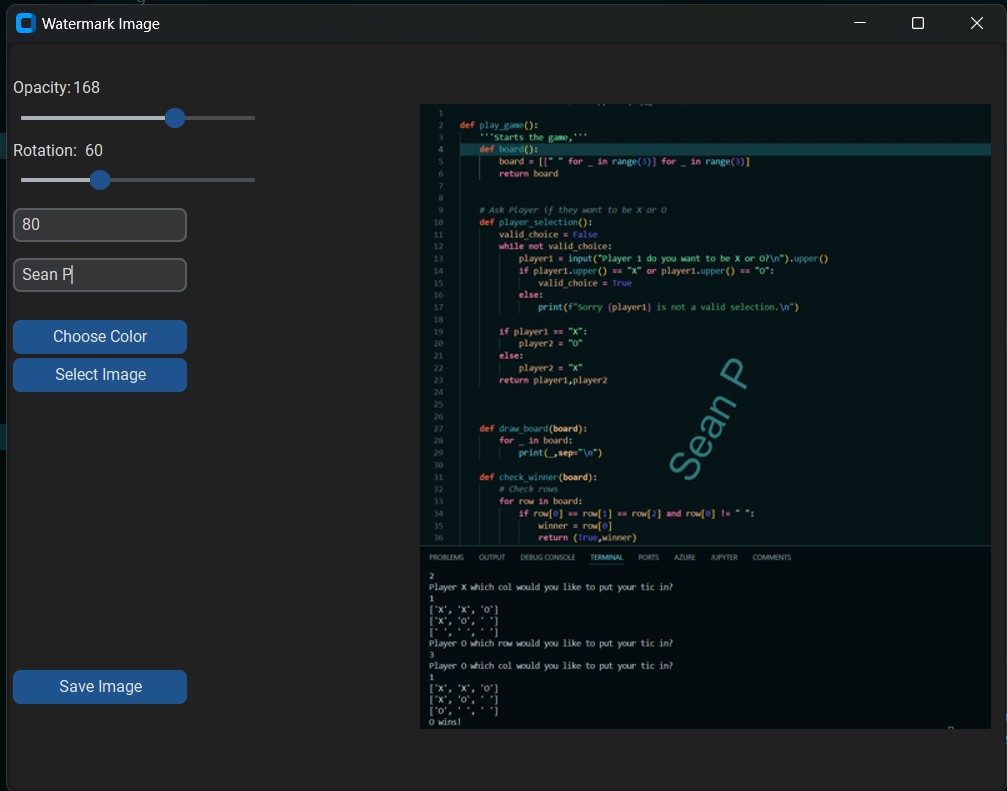 Watermark Image
Opacity: 168
Rotation: 60
80
Sean P
Choose Color
Select Image
Save Image
1
2 def play_game():
3 '''Starts the game,'''
4 def board():
5 board = [[" " for _ in range(3)] for _ in range(3)]
6 return board
7
8
9 # Ask Player if they want to be X or O
10 def player_selection():
11 valid_choice = False
12 while not valid_choice:
13 player1 = input("Player 1 do you want to be X or O?\n").upper()
14 if player1.upper() == "X" or player1.upper() == "O":
15 valid_choice = True
16 else:
17 print(f"Sorry {player1} is not a valid selection.\n")
18
19 if player1 == "X":
20 player2 = "O"
21 else:
22 player2 = "X"
23 return player1,player2
24
25
26
27 def draw_board(board):
28 for _ in board:
29 print(_,sep="\n")
30
31 def check_winner(board):
32 # Check rows
33 for row in board:
34 if row[0] == row[1] == row[2] and row[0] != " ":
35 winner = row[0]
36 return (True,winner)
Sean P
PROBLEMS OUTPUT DEBUG CONSOLE TERMINAL PORTS AZURE JUPYTER COMMENTS
2
Player X which col would you like to put your tic in?
1
['X', 'X', 'O']
['X', 'O', ' ']
[' ', ' ', ' ']
Player O which row would you like to put your tic in?
3
Player O which col would you like to put your tic in?
1
['X', 'X', 'O']
['X', 'O', ' ']
['O', ' ', ' ']
O wins!